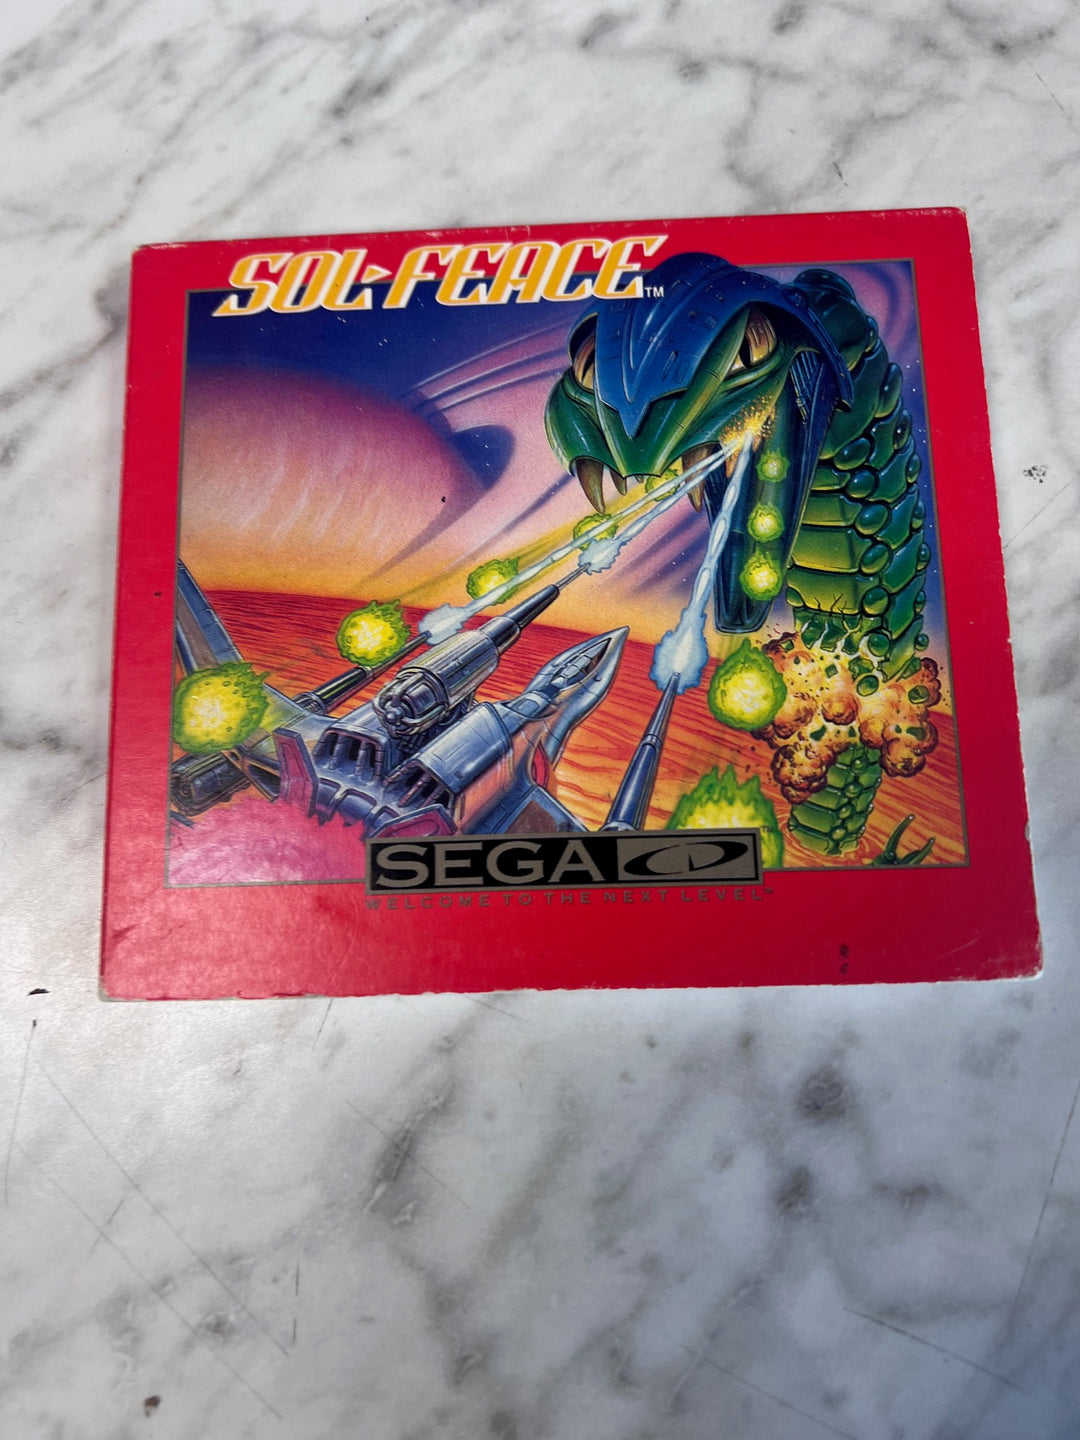 SOL-FEACE™
SEGA CD
WELCOME TO THE NEXT LEVEL™